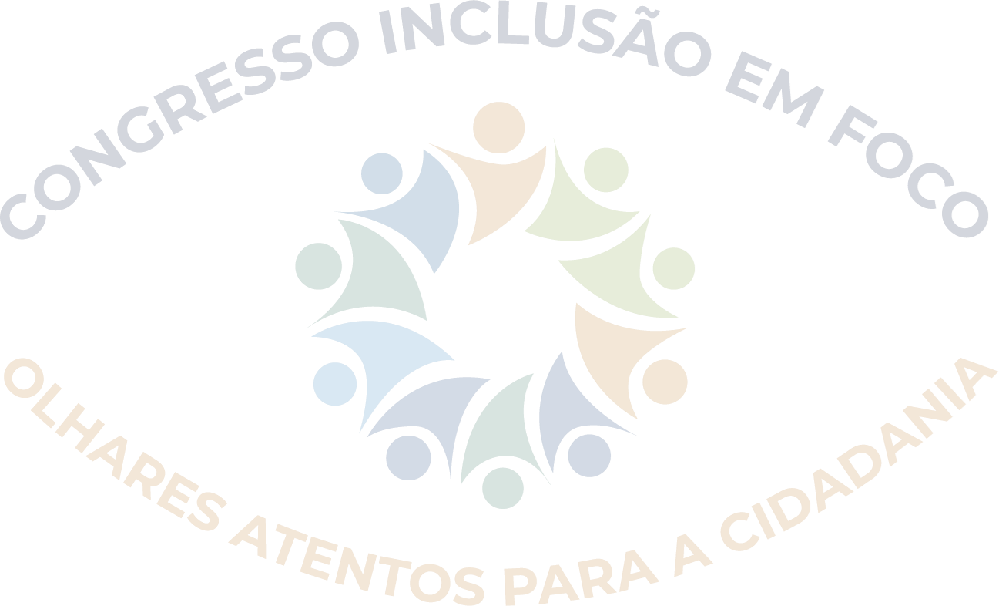 CONGRESSO INCLUSÃO EM FOCO
OLHARES ATENTOS PARA A CIDADANIA